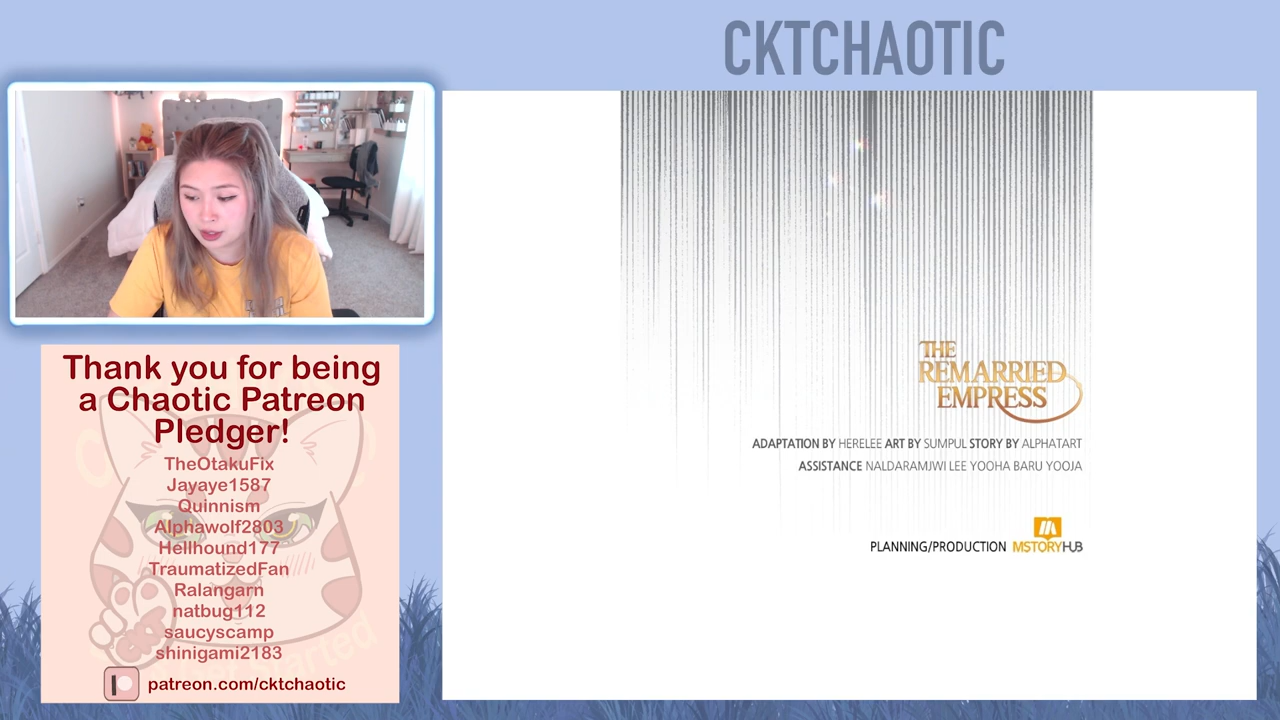 CKTCHAOTIC
THE
REMARRIED
EMPRESS
ADAPTATION BY HERELEE ART BY SUMPUL STORY BY ALPHATART
ASSISTANCE NALDARAMJWI LEE YOOHA BARU YOOJA
PLANNING/PRODUCTION MSTORYHUB
Thank you for being
a Chaotic Patreon
Pledger!
TheOtakuFix
Jayaye1587
Quinnism
Alphawolf2803
Hellhound177
TraumatizedFan
Ralangarn
natbug112
saucyscamp
shinigami2183
patreon.com/cktchaotic